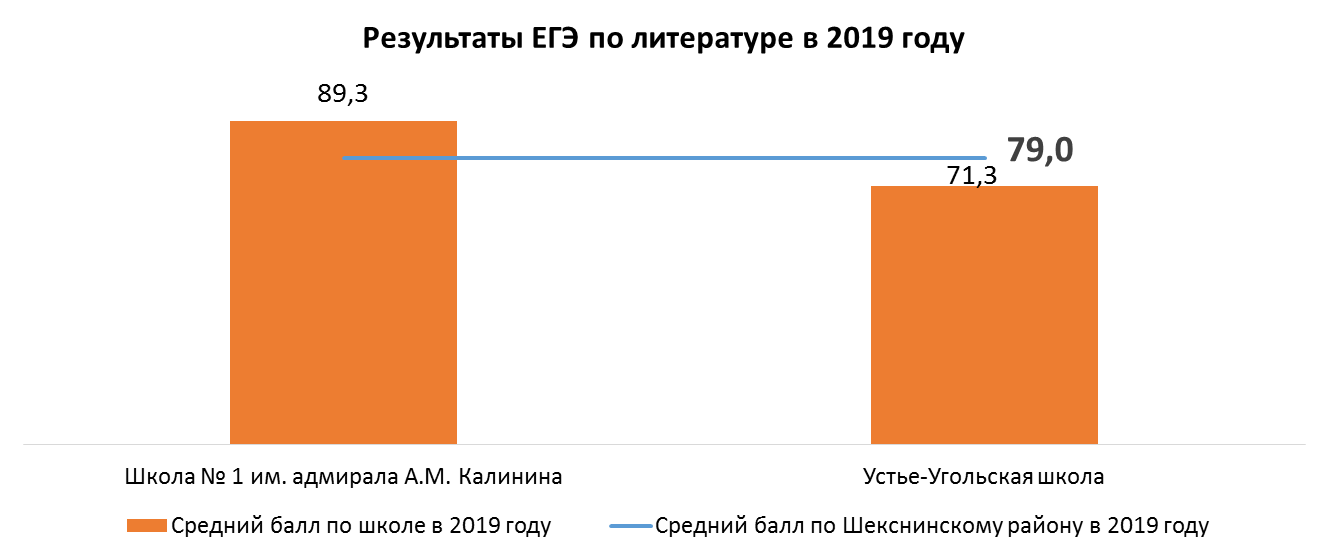 Результаты ЕГЭ по литературе в 2019 году
89,3
79,0
71,3
Школа № 1 им. адмирала А.М. Калинина
Устье-Угольская школа
Средний балл по школе в 2019 году
Средний балл по Шекснинскому району в 2019 году